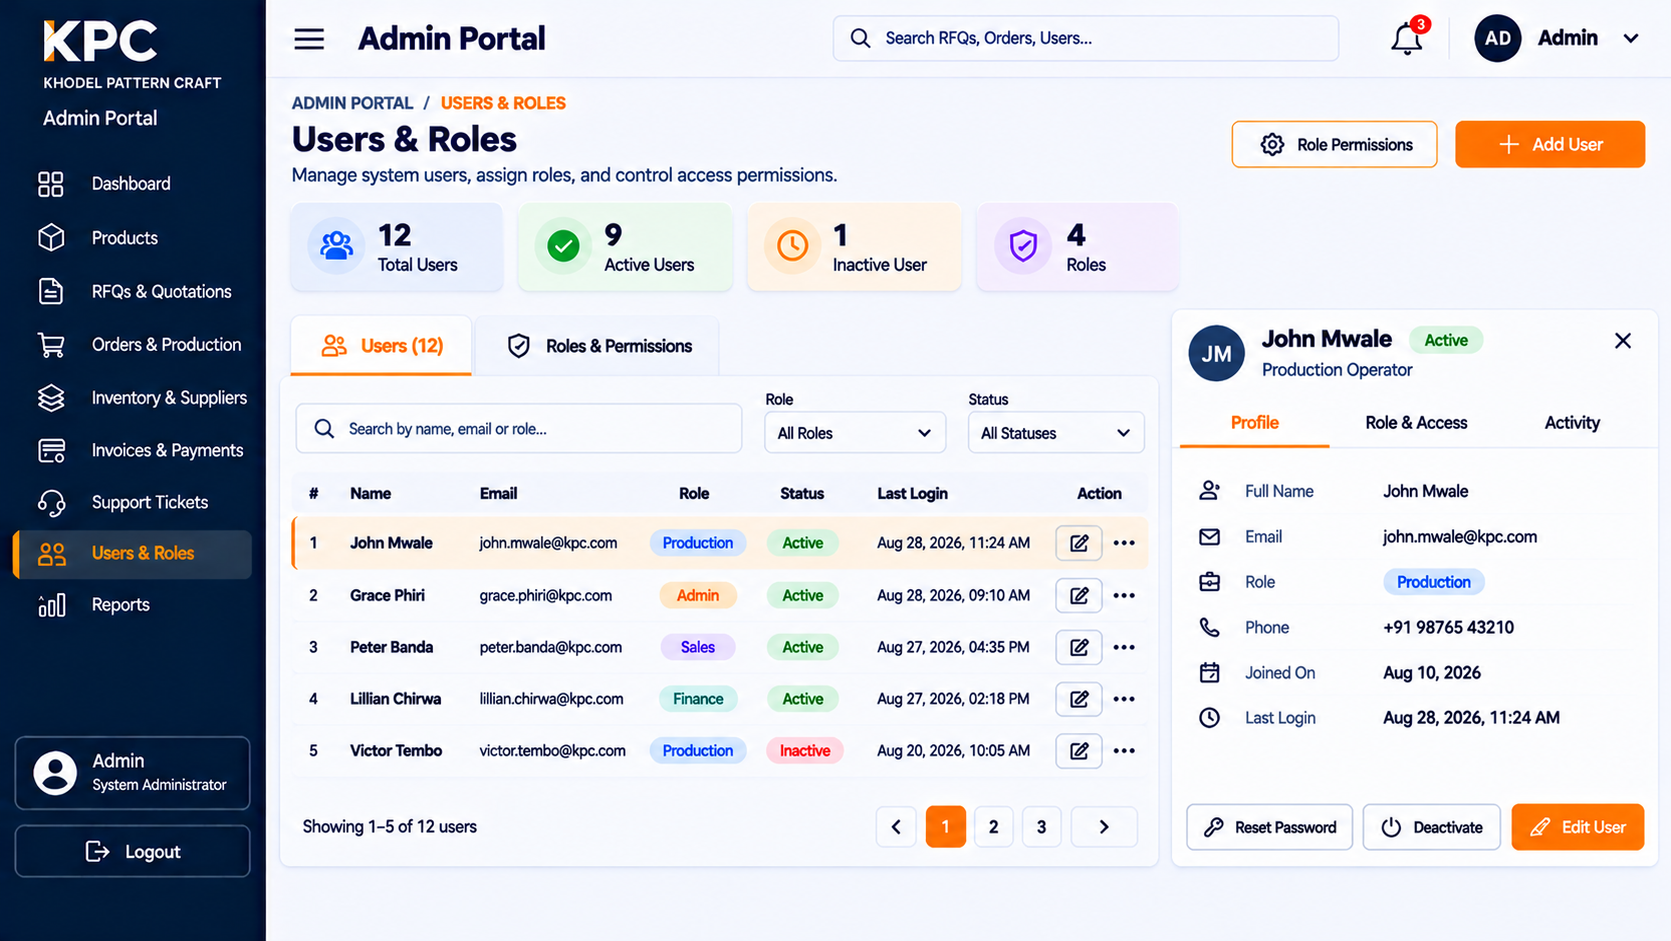 KPC
KHODEL PATTERN CRAFT
Admin Portal
Dashboard
Products
RFQs & Quotations
Orders & Production
Inventory & Suppliers
Invoices & Payments
Support Tickets
Users & Roles
Reports
Admin
System Administrator
Logout
Admin Portal
Search RFQs, Orders, Users...
3
AD
Admin
ADMIN PORTAL / USERS & ROLES
Users & Roles
Manage system users, assign roles, and control access permissions.
Role Permissions
Add User
12
Total Users
9
Active Users
1
Inactive User
4
Roles
Users (12)
Roles & Permissions
Search by name, email or role...
Role
All Roles
Status
All Statuses
# Name Email Role Status Last Login Action
1 John Mwale john.mwale@kpc.com Production Active Aug 28, 2026, 11:24 AM
2 Grace Phiri grace.phiri@kpc.com Admin Active Aug 28, 2026, 09:10 AM
3 Peter Banda peter.banda@kpc.com Sales Active Aug 27, 2026, 04:35 PM
4 Lillian Chirwa lillian.chirwa@kpc.com Finance Active Aug 27, 2026, 02:18 PM
5 Victor Tembo victor.tembo@kpc.com Production Inactive Aug 20, 2026, 10:05 AM
Showing 1–5 of 12 users
1 2 3
JM
John Mwale Active
Production Operator
Profile Role & Access Activity
Full Name John Mwale
Email john.mwale@kpc.com
Role Production
Phone +91 98765 43210
Joined On Aug 10, 2026
Last Login Aug 28, 2026, 11:24 AM
Reset Password
Deactivate
Edit User